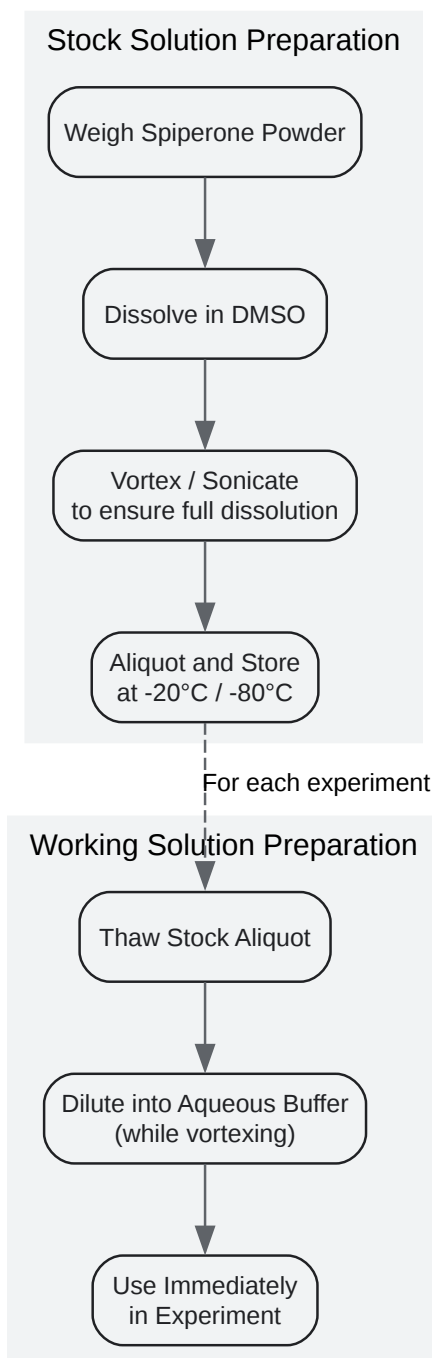 Stock Solution Preparation
Weigh Spiperone Powder
Dissolve in DMSO
Vortex / Sonicate
to ensure full dissolution
Aliquot and Store
at -20°C / -80°C
For each experiment
Working Solution Preparation
Thaw Stock Aliquot
Dilute into Aqueous Buffer
(while vortexing)
Use Immediately
in Experiment